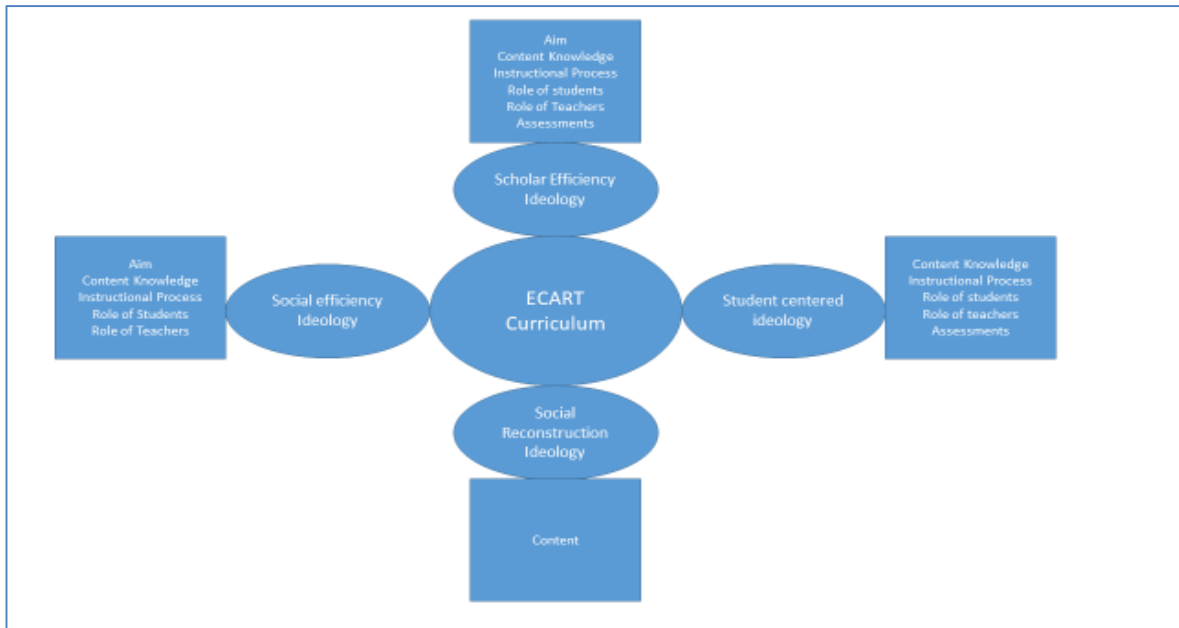 Aim
Content Knowledge
Instructional Process
Role of students
Role of Teachers
Assessments
Scholar Efficiency
Ideology
Aim
Content Knowledge
Instructional Process
Role of Students
Role of Teachers
Social efficiency
Ideology
ECART
Curriculum
Student centered
ideology
Content Knowledge
Instructional Process
Role of students
Role of teachers
Assessments
Social
Reconstruction
Ideology
Content